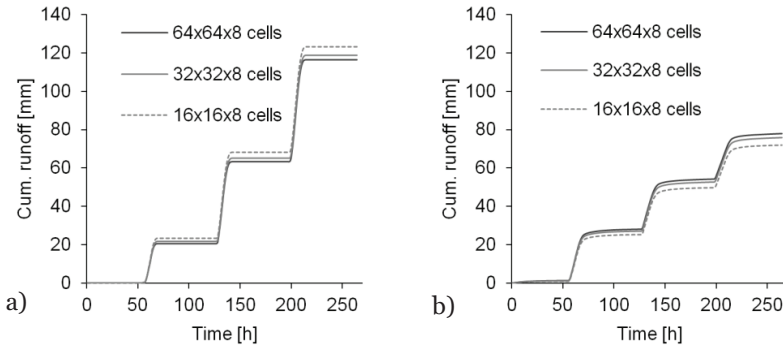 140
120
100
80
60
40
20
0
Cum. runoff [mm]
64x64x8 cells
32x32x8 cells
16x16x8 cells
0 50 100 150 200 250
Time [h]
a)
140
120
100
80
60
40
20
0
Cum. runoff [mm]
64x64x8 cells
32x32x8 cells
16x16x8 cells
0 50 100 150 200 250
Time [h]
b)